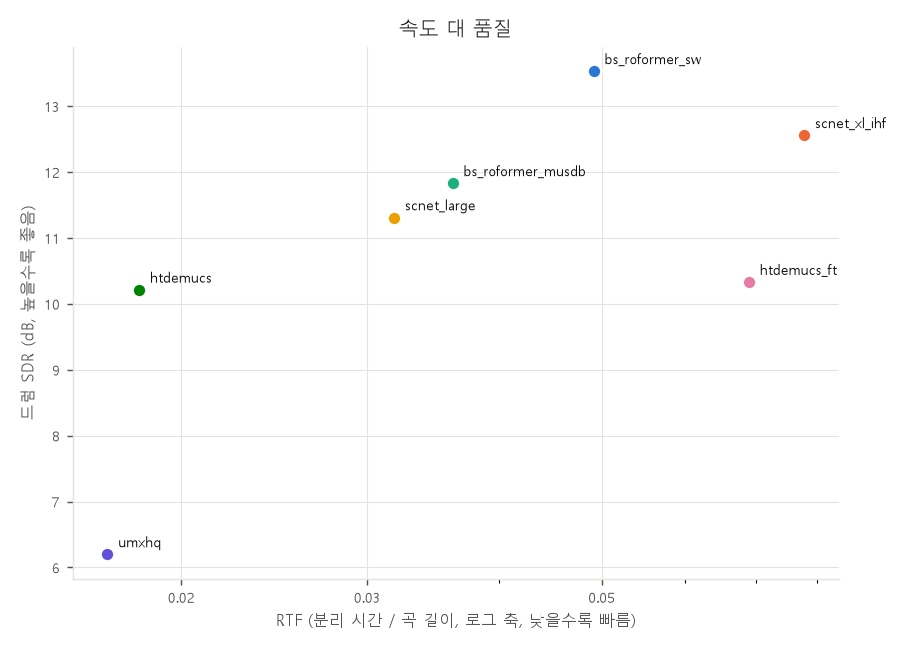 속도 대 품질
bs_roformer_sw
13
scnet_xl_ihf
12
bs_roformer_musdb
scnet_large
11
htdemucs
htdemucs_ft
10
9
8
7
umxhq
6
드럼 SDR (dB, 높을수록 좋음)
0.02
0.03
0.05
RTF (분리 시간 / 곡 길이, 로그 축, 낮을수록 빠름)